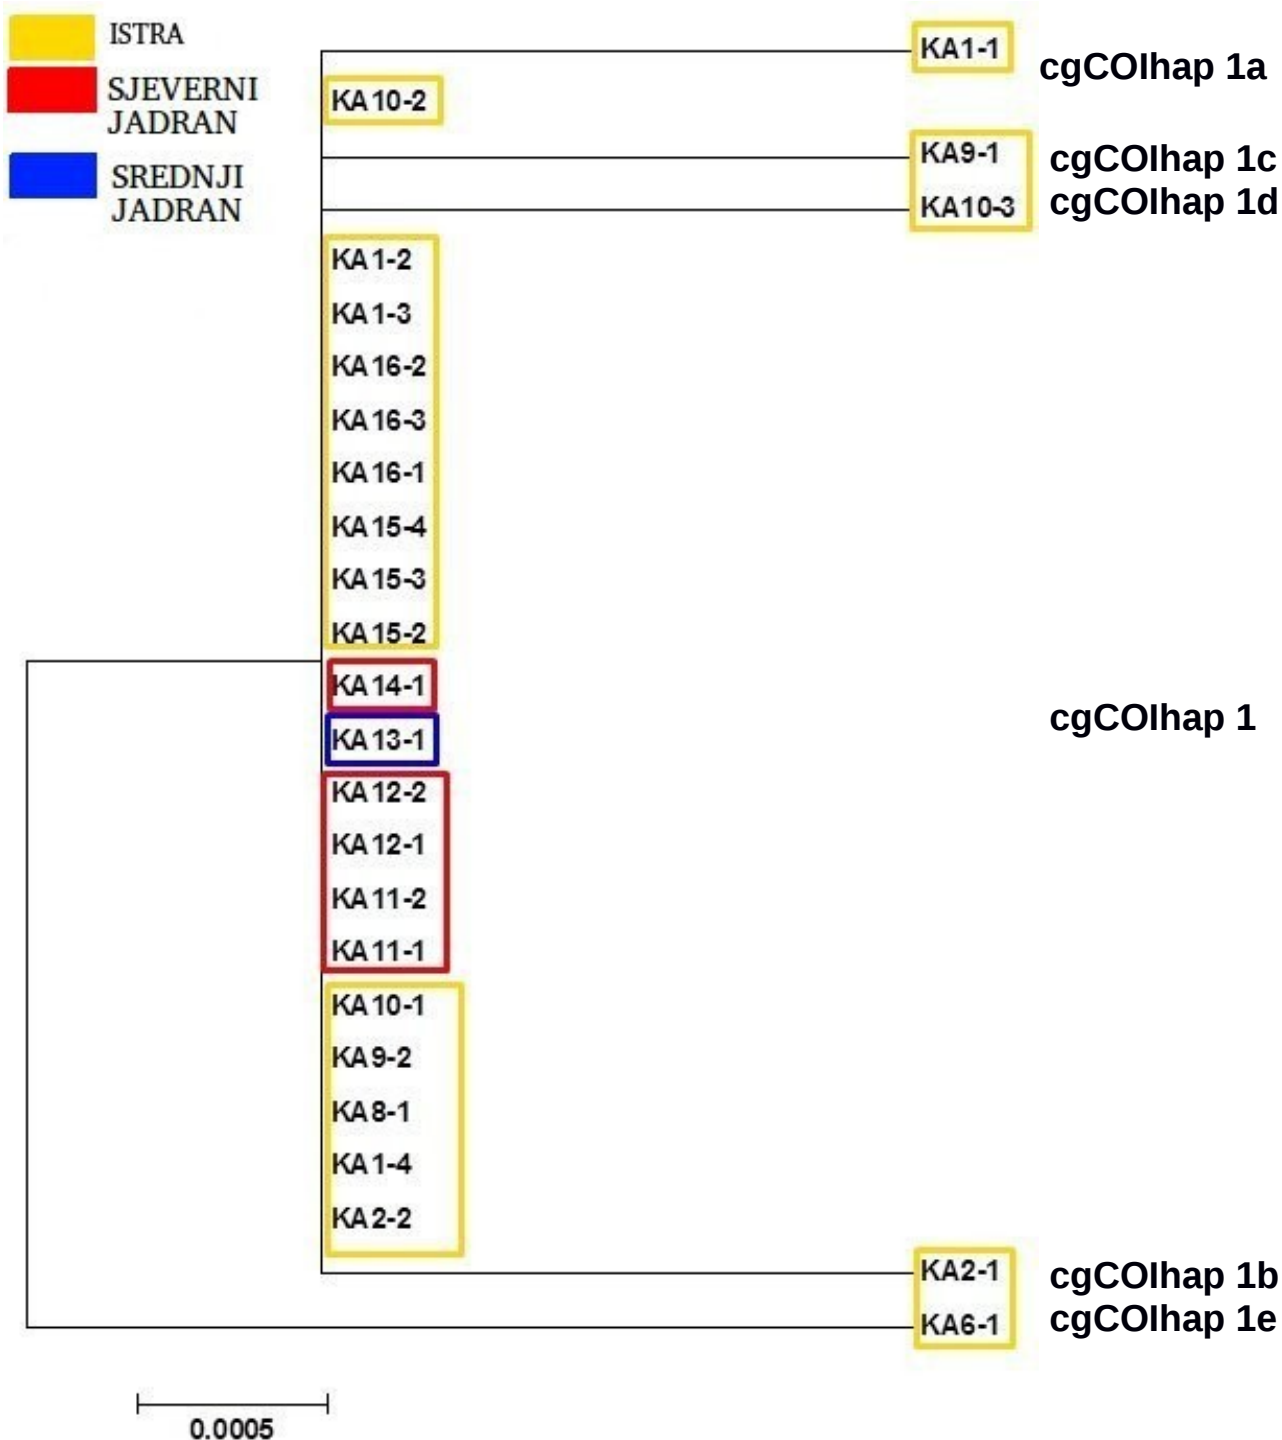 ISTRA
SJEVERNI
JADRAN
SREDNJI
JADRAN
KA1-1
cgCOIhap 1a
KA10-2
KA9-1
cgCOIhap 1c
KA10-3
cgCOIhap 1d
KA1-2
KA1-3
KA16-2
KA16-3
KA16-1
KA15-4
KA15-3
KA15-2
KA14-1
cgCOIhap 1
KA13-1
KA12-2
KA12-1
KA11-2
KA11-1
KA10-1
KA9-2
KA8-1
KA1-4
KA2-2
KA2-1
cgCOIhap 1b
KA6-1
cgCOIhap 1e
0.0005